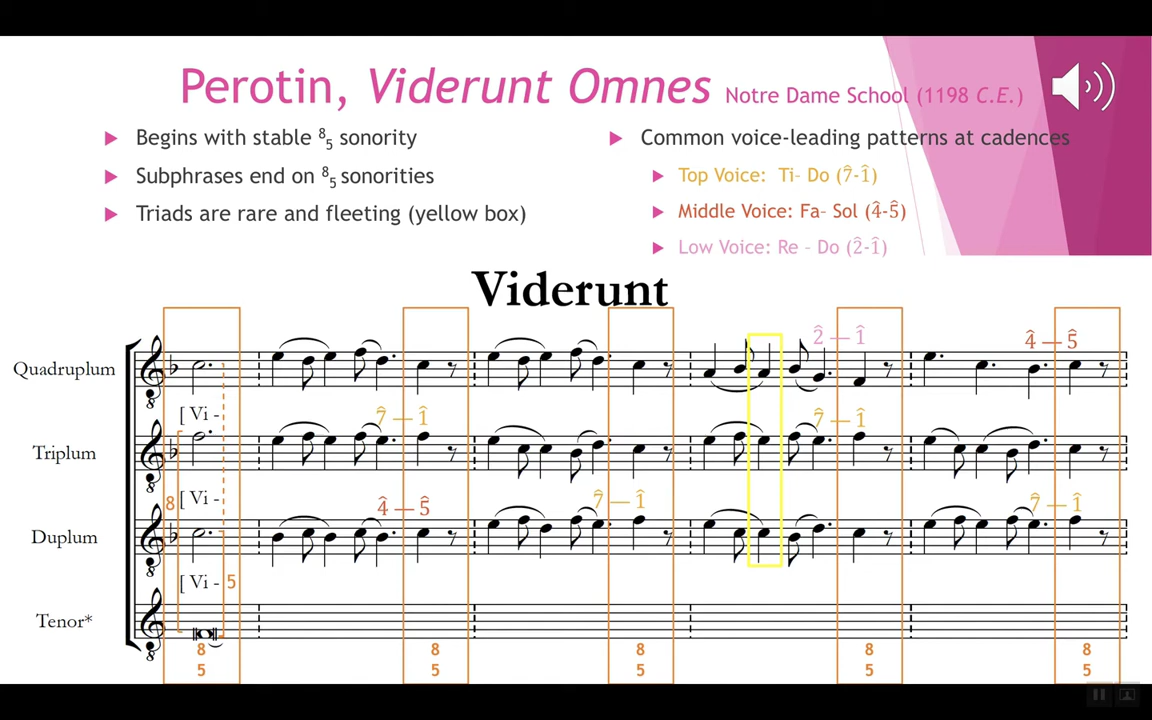 Perotin, Viderunt Omnes Notre Dame School (1198 C.E.)
▶ Begins with stable ⁸₅ sonority
▶ Subphrases end on ⁸₅ sonorities
▶ Triads are rare and fleeting (yellow box)
▶ Common voice-leading patterns at cadences
▶ Top Voice: Ti– Do (7̂-1̂)
▶ Middle Voice: Fa– Sol (4̂-5̂)
▶ Low Voice: Re – Do (2̂-1̂)
Viderunt
2̂ — 1̂
4̂ — 5̂
Quadruplum
8
[ Vi -
7̂ — 1̂
7̂ — 1̂
Triplum
8
[ Vi -
8
4̂ — 5̂
7̂ — 1̂
7̂ — 1̂
Duplum
8
[ Vi -
5
Tenor*
8
8 8 8 8 8
5 5 5 5 5